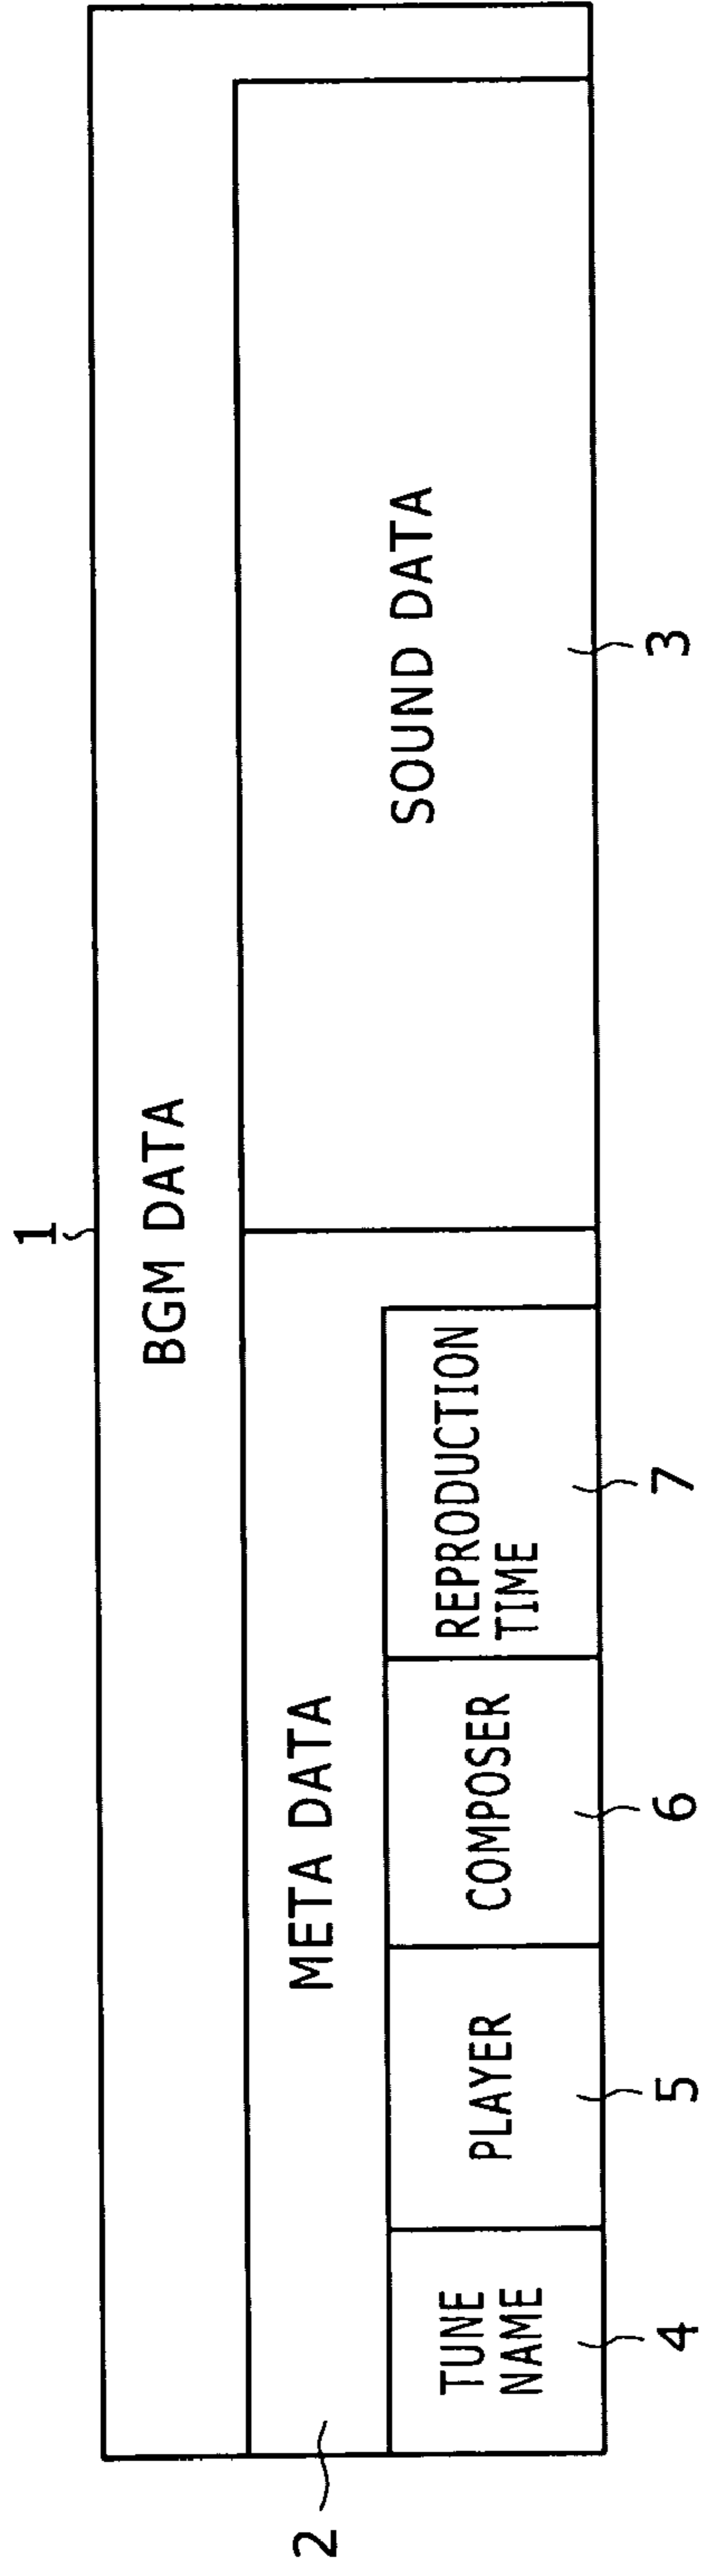 1
BGM DATA
2
META DATA
SOUND DATA
3
TUNE
NAME
PLAYER
COMPOSER
REPRODUCTION
TIME
4
5
6
7